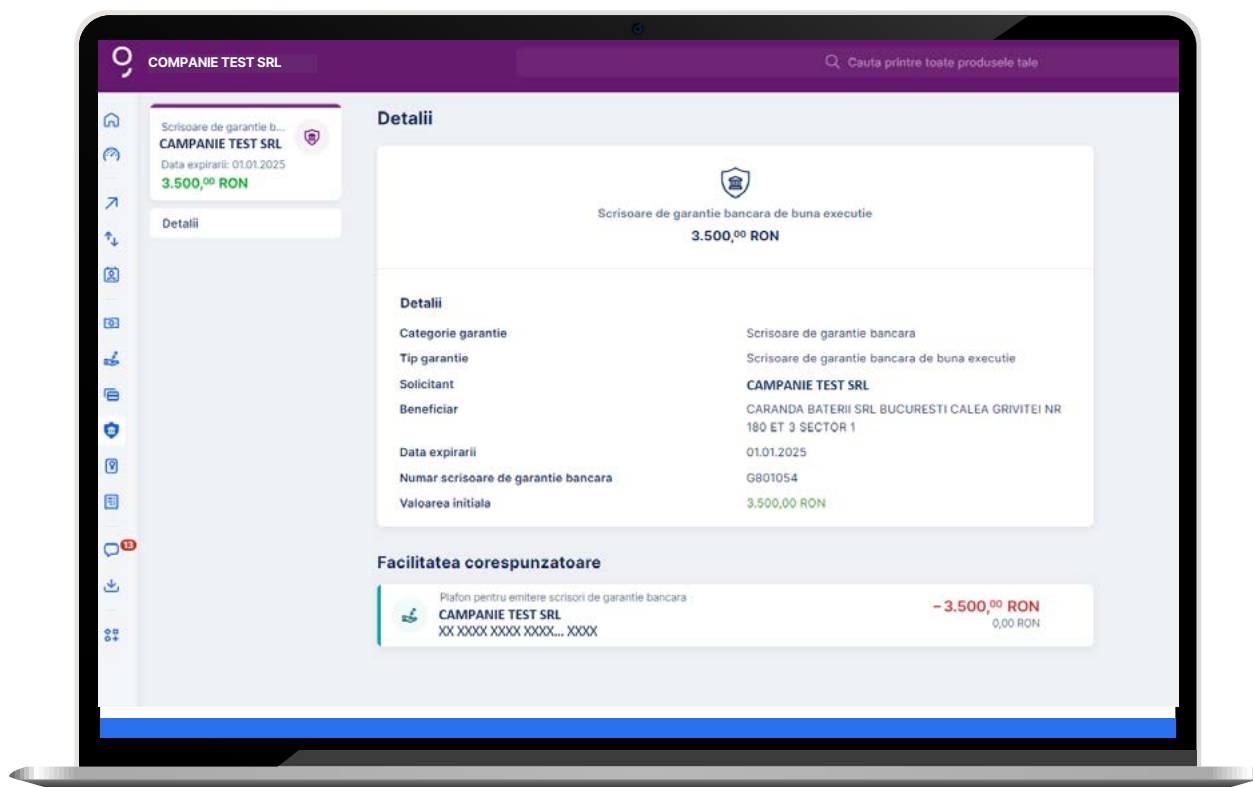 COMPANIE TEST SRL
Cauta printre toate produsele tale
Scrisoare de garantie b...
CAMPANIE TEST SRL
Data expirarii: 01.01.2025
3.500,00 RON
Detalii
Detalii
Scrisoare de garantie bancara de buna executie
3.500,00 RON
Detalii
Categorie garantie Scrisoare de garantie bancara
Tip garantie Scrisoare de garantie bancara de buna executie
Solicitant CAMPANIE TEST SRL
Beneficiar CARANDA BATERII SRL BUCURESTI CALEA GRIVITEI NR
180 ET 3 SECTOR 1
Data expirarii 01.01.2025
Numar scrisoare de garantie bancara G801054
Valoarea initiala 3.500,00 RON
13
Facilitatea corespunzatoare
Plafon pentru emitere scrisori de garantie bancara
CAMPANIE TEST SRL
XX XXXX XXXX XXXX... XXXX
-3.500,00 RON
0,00 RON